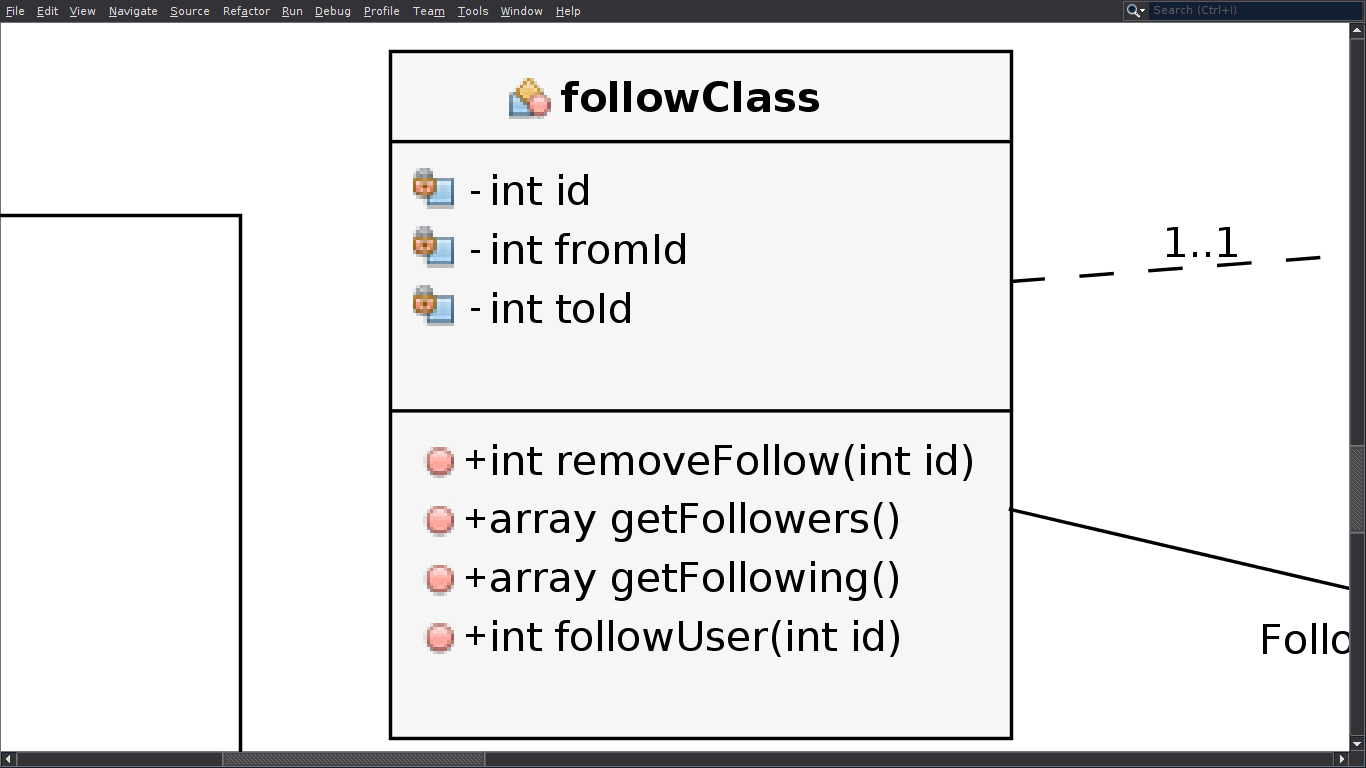 File Edit View Navigate Source Refactor Run Debug Profile Team Tools Window Help Search (Ctrl+I)
followClass
- int id
- int fromId
- int toId
1..1
+int removeFollow(int id)
+array getFollowers()
+array getFollowing()
+int followUser(int id)
Follo